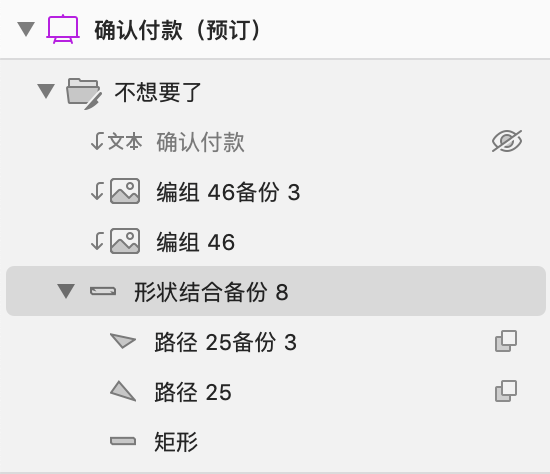 确认付款（预订）
不想要了
文本 确认付款
编组 46备份 3
编组 46
形状结合备份 8
路径 25备份 3
路径 25
矩形